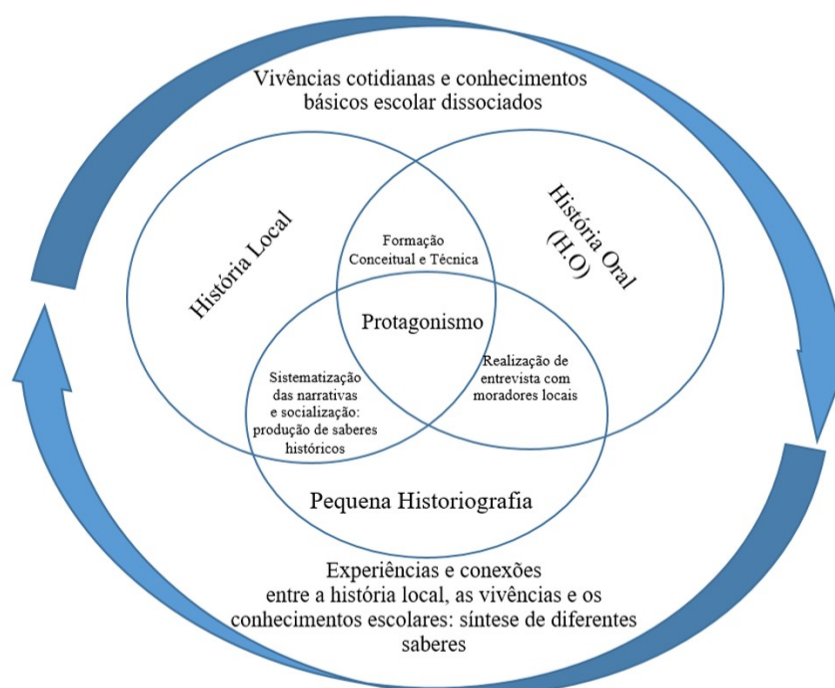 Vivências cotidianas e conhecimentos
básicos escolar dissociados
História Local
História Oral
(H.O)
Formação
Conceitual e Técnica
Protagonismo
Sistematização
das narrativas
e socialização:
produção de saberes
históricos
Realização de
entrevista com
moradores locais
Pequena Historiografia
Experiências e conexões
entre a história local, as vivências e os
conhecimentos escolares: síntese de diferentes
saberes